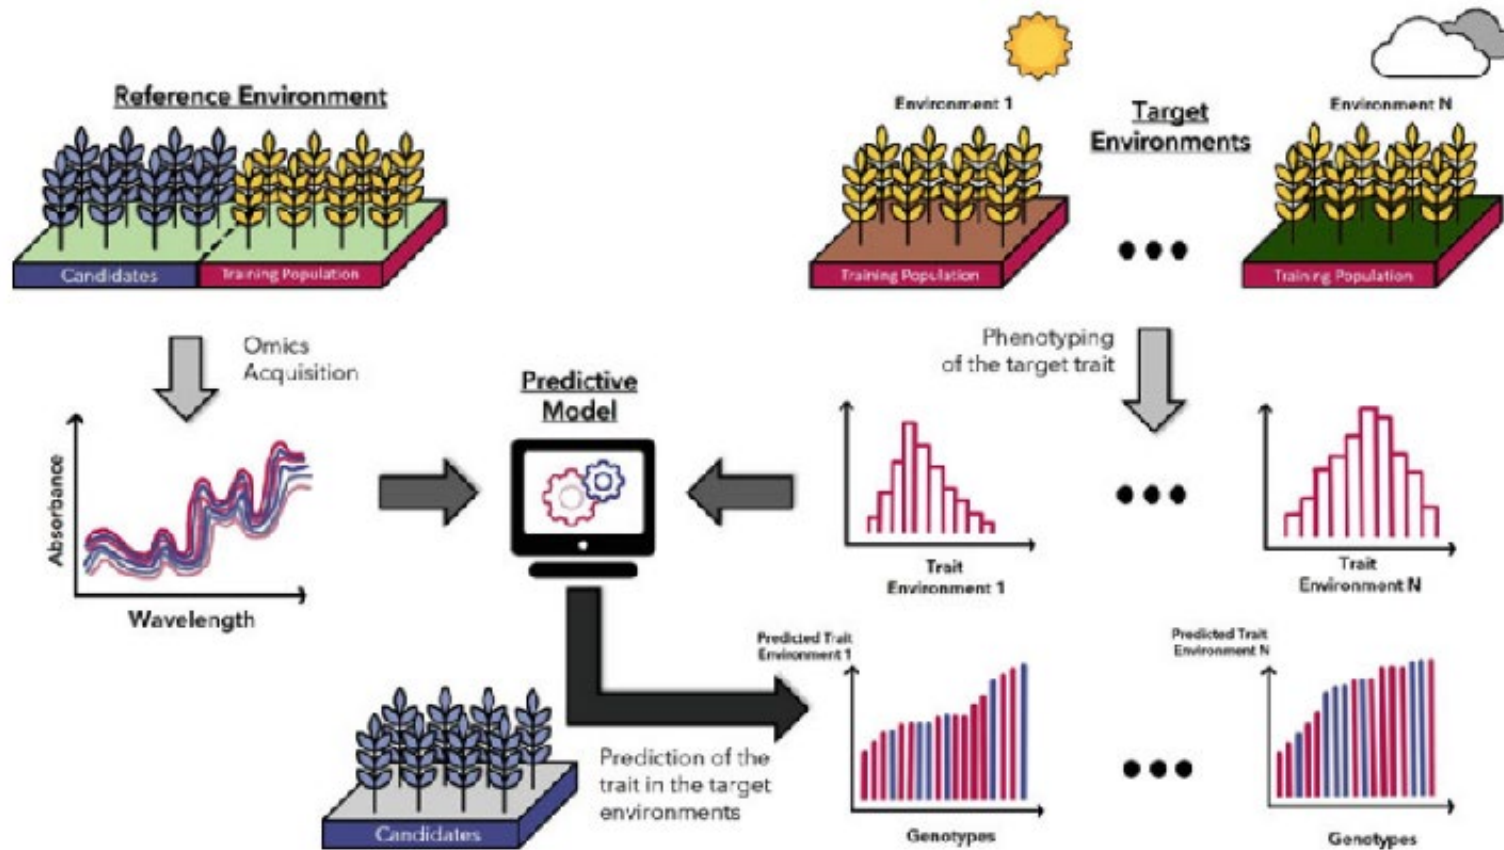 Reference Environment
Candidates
Training Population
Environment 1
Target
Environments
Environment N
Training Population
Training Population
Omics
Acquisition
Phenotyping
of the target trait
Predictive
Model
Absorbance
Wavelength
Trait
Environment 1
Trait
Environment N
Predicted Trait
Environment 1
Genotypes
Predicted Trait
Environment N
Genotypes
Prediction of the
trait in the target
environments
Candidates